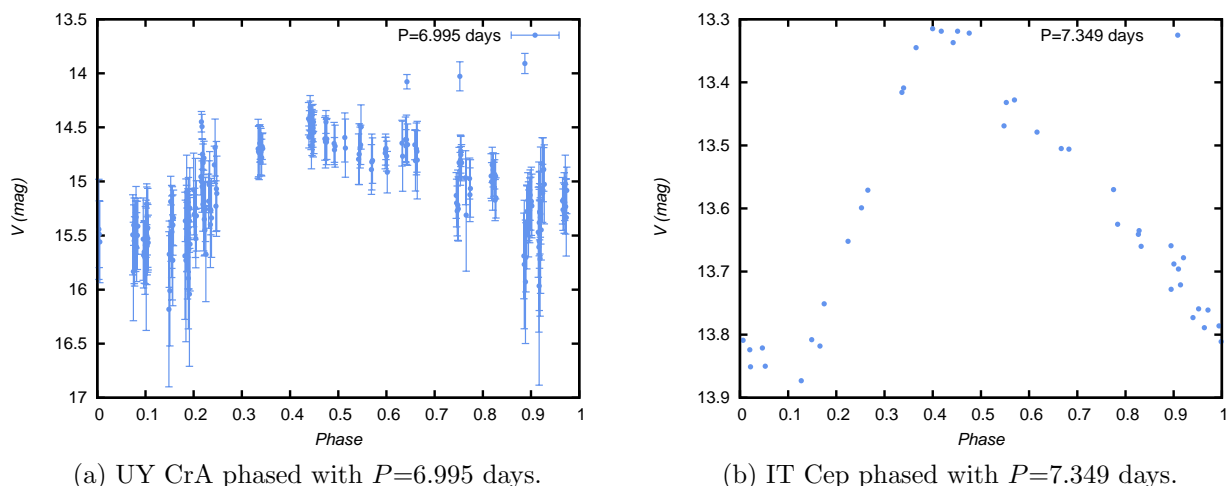 13.5
14
14.5
15
15.5
16
16.5
17
0 0.1 0.2 0.3 0.4 0.5 0.6 0.7 0.8 0.9 1
V (mag)
Phase
P=6.995 days
(a) UY CrA phased with P=6.995 days.
13.3
13.4
13.5
13.6
13.7
13.8
13.9
0 0.1 0.2 0.3 0.4 0.5 0.6 0.7 0.8 0.9 1
V (mag)
Phase
P=7.349 days
(b) IT Cep phased with P=7.349 days.